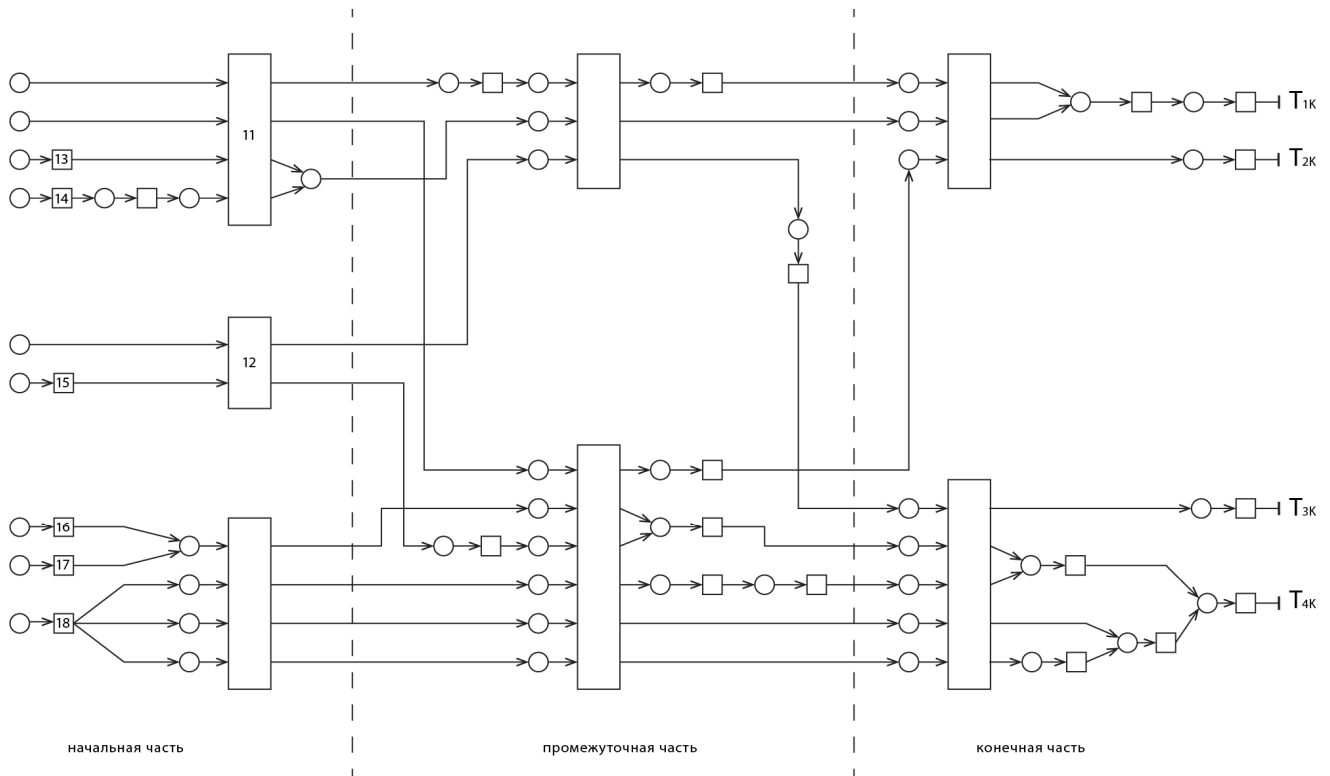 11
13
14
12
15
16
17
18
T1К
T2К
T3К
T4К
начальная часть
промежуточная часть
конечная часть